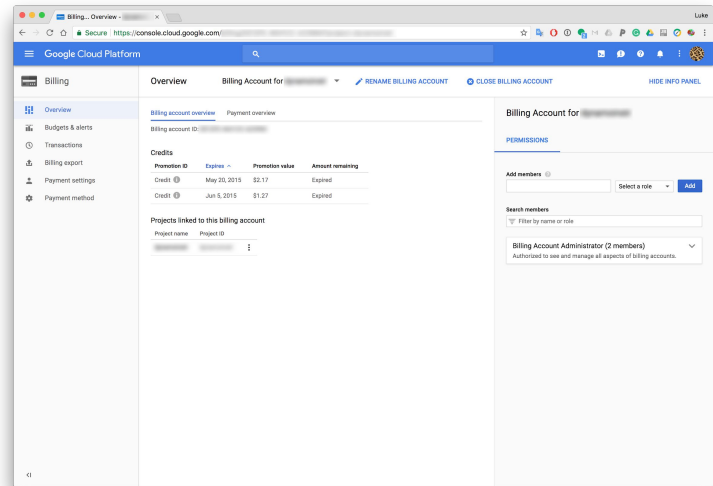 Billing... Overview -
Luke
Secure https://console.cloud.google.com/
Google Cloud Platform
Billing
Overview
Billing Account for
RENAME BILLING ACCOUNT
CLOSE BILLING ACCOUNT
HIDE INFO PANEL
Overview
Budgets & alerts
Transactions
Billing export
Payment settings
Payment method
Billing account overview Payment overview
Billing account ID:
Credits
Promotion ID Expires Promotion value Amount remaining
Credit May 20, 2015 $2.17 Expired
Credit Jun 5, 2015 $1.27 Expired
Projects linked to this billing account
Project name Project ID
Billing Account for
PERMISSIONS
Add members
Select a role
Add
Search members
Filter by name or role
Billing Account Administrator (2 members)
Authorized to see and manage all aspects of billing accounts.